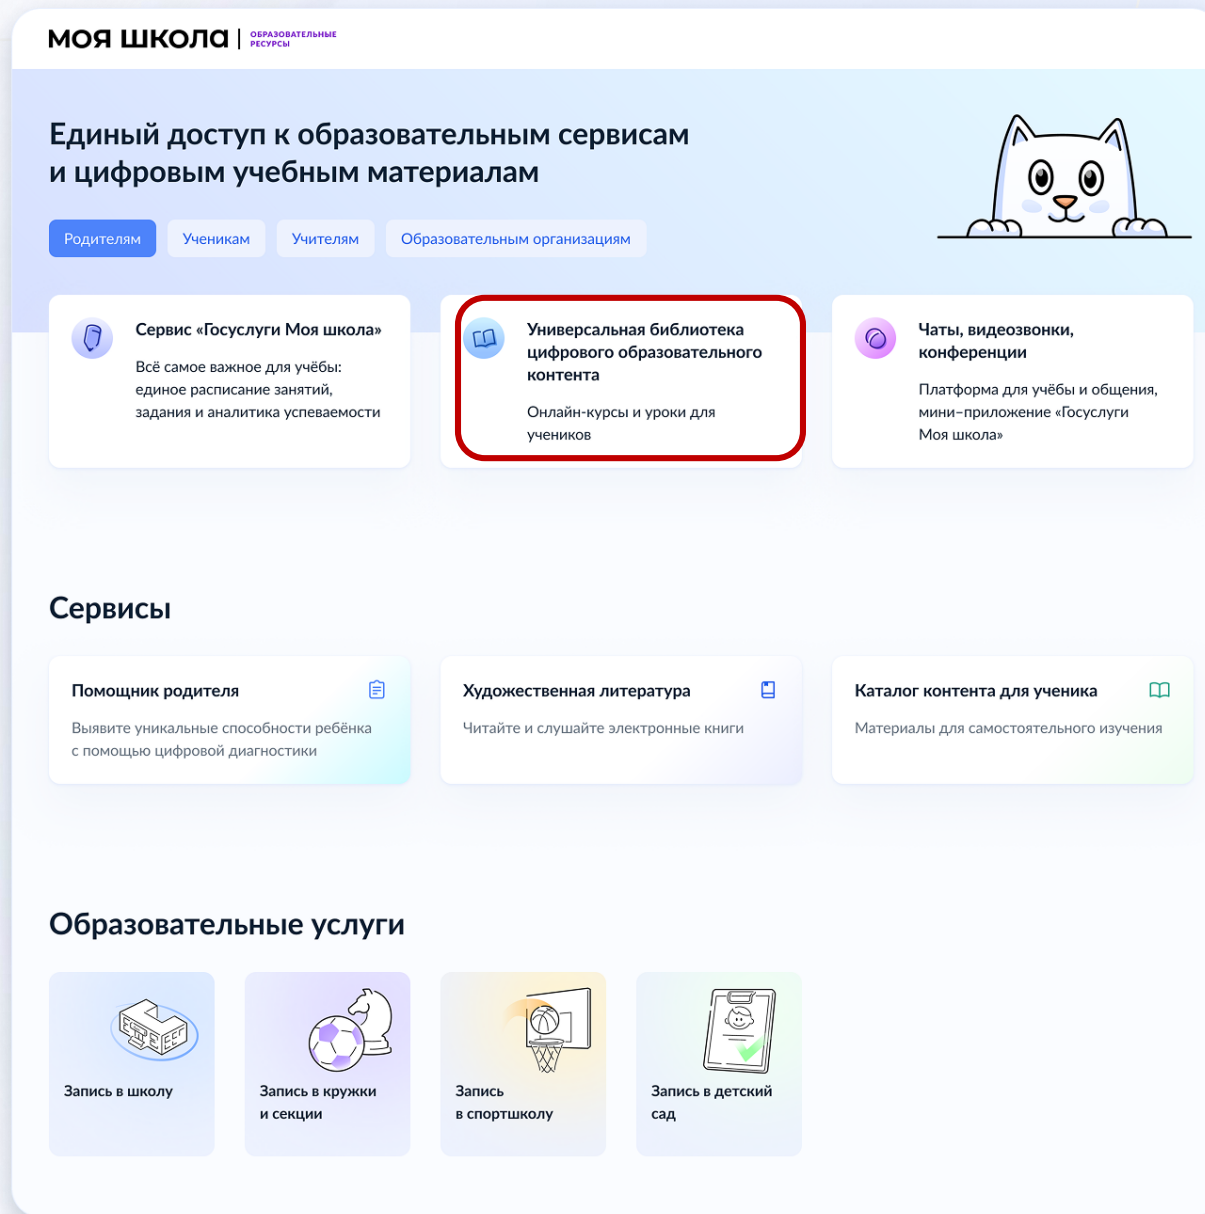 МОЯ ШКОЛА
ОБРАЗОВАТЕЛЬНЫЕ
РЕСУРСЫ
Единый доступ к образовательным сервисам
и цифровым учебным материалам
Родителям
Ученикам
Учителям
Образовательным организациям
Сервис «Госуслуги Моя школа»
Всё самое важное для учёбы:
единое расписание занятий,
задания и аналитика успеваемости
Универсальная библиотека
цифрового образовательного
контента
Онлайн-курсы и уроки для
учеников
Чаты, видеозвонки,
конференции
Платформа для учёбы и общения,
мини–приложение «Госуслуги
Моя школа»
Сервисы
Помощник родителя
Выявите уникальные способности ребёнка
с помощью цифровой диагностики
Художественная литература
Читайте и слушайте электронные книги
Каталог контента для ученика
Материалы для самостоятельного изучения
Образовательные услуги
Запись в школу
Запись в кружки
и секции
Запись
в спортшколу
Запись в детский
сад